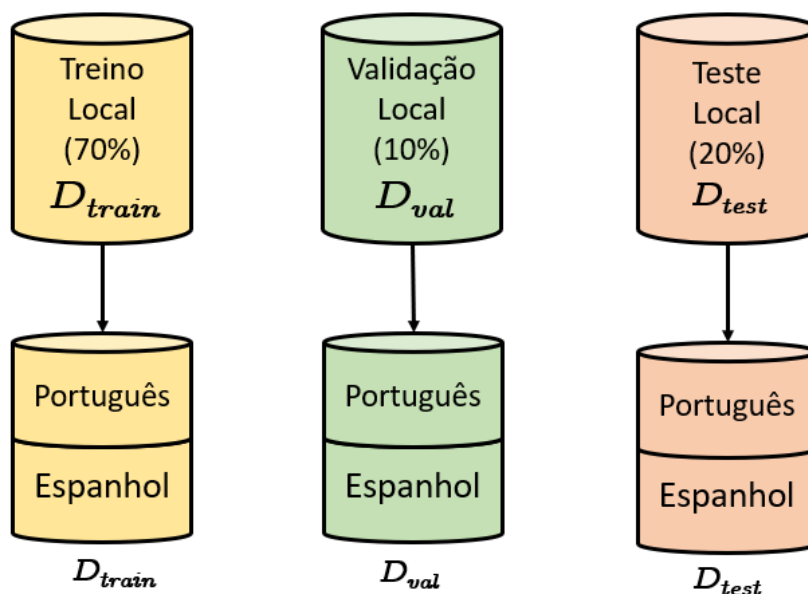 Treino
Local
(70%)
D_train
Validação
Local
(10%)
D_val
Teste
Local
(20%)
D_test
Português
Espanhol
D_train
Português
Espanhol
D_val
Português
Espanhol
D_test